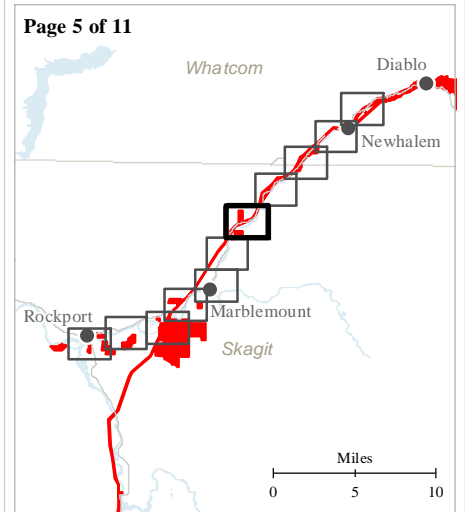 Page 5 of 11
Diablo
Whatcom
Newhalem
Rockport
Marblemount
Skagit
Miles
0 5 10